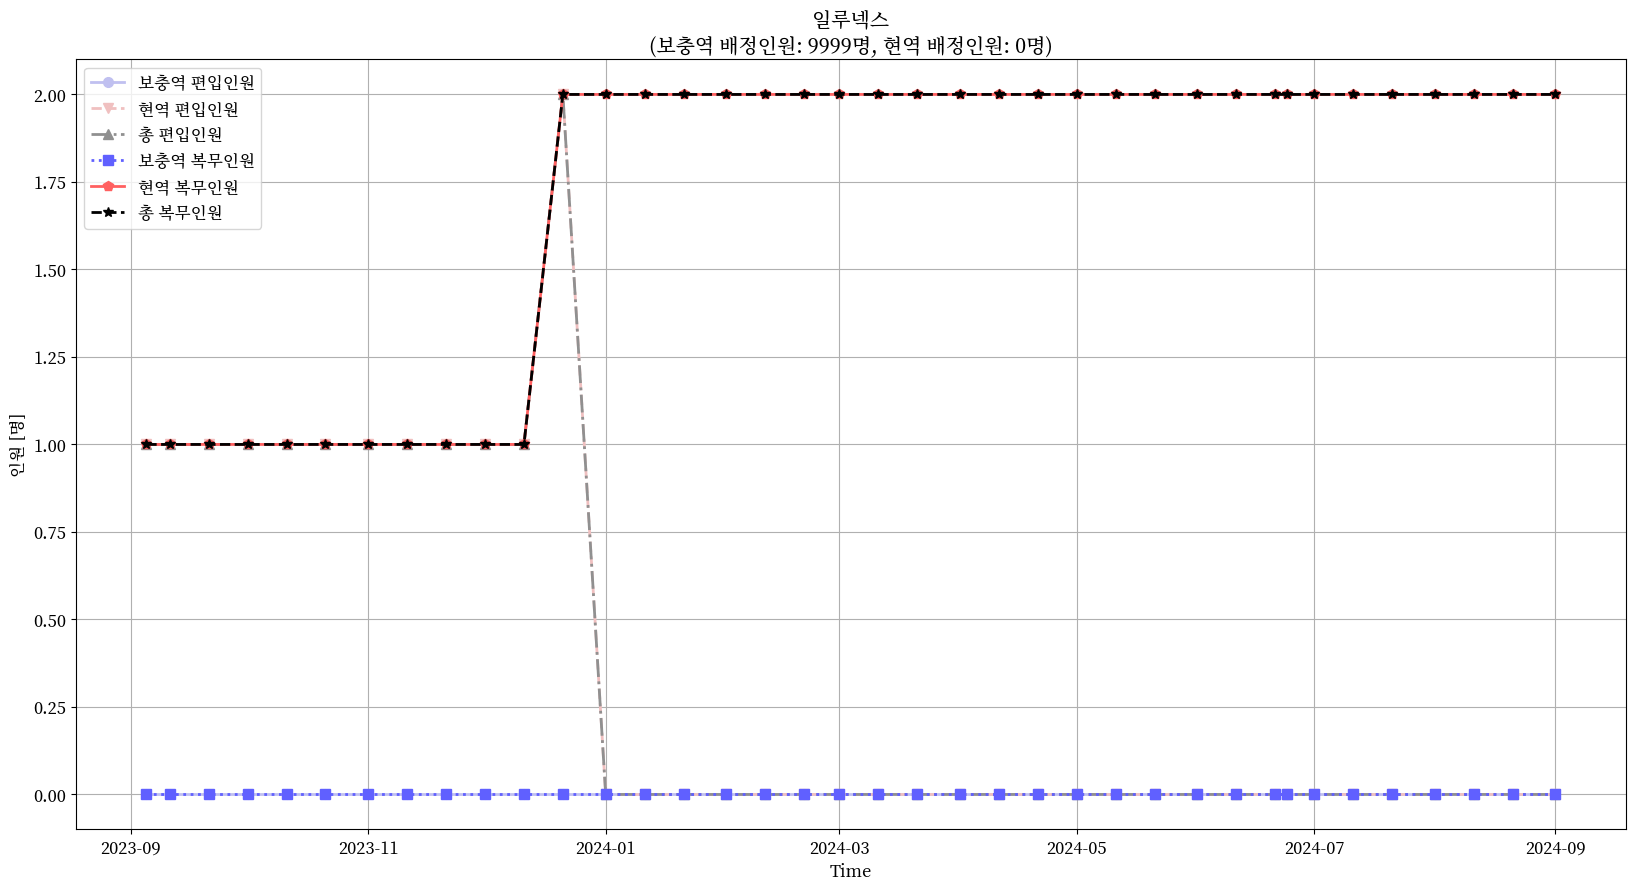 일루넥스
(보충역 배정인원: 9999명, 현역 배정인원: 0명)
보충역 편입인원
현역 편입인원
총 편입인원
보충역 복무인원
현역 복무인원
총 복무인원
2.00
1.75
1.50
1.25
1.00
0.75
0.50
0.25
0.00
인원 [명]
2023-09 2023-11 2024-01 2024-03 2024-05 2024-07 2024-09
Time